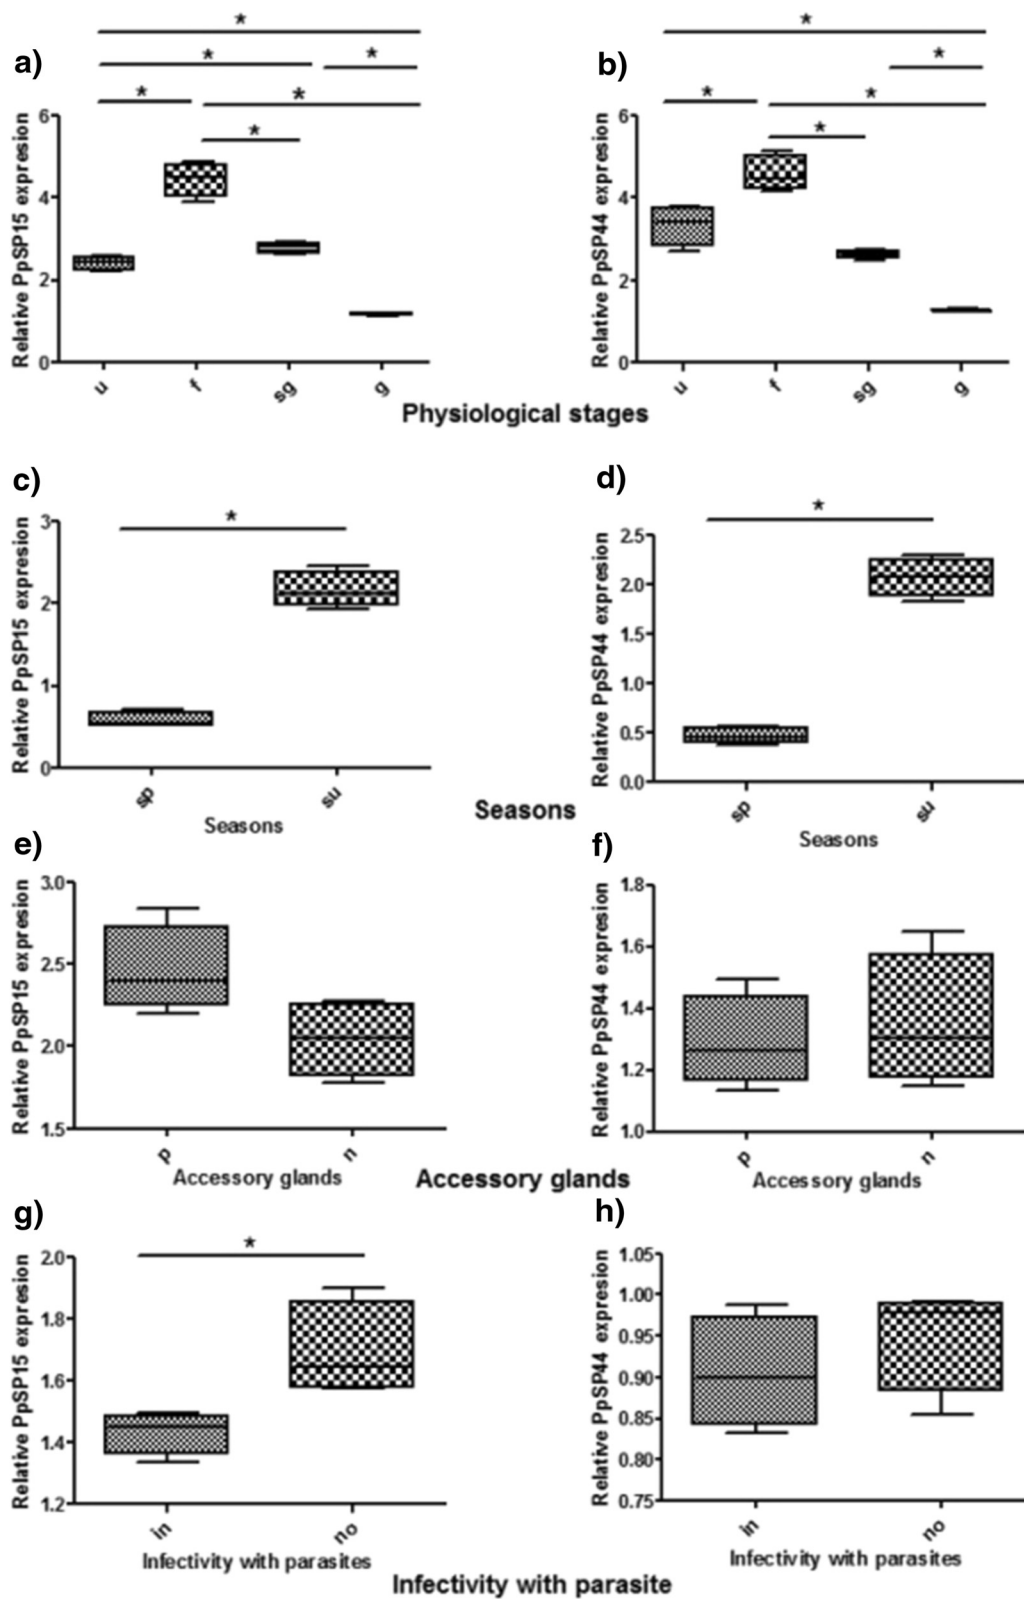 a)
*
*
*
*
*
*
Relative PpSP15 expresion
6
4
2
0
u
f
sg
g
b)
*
*
*
*
*
Relative PpSP44 expresion
6
4
2
0
u
f
sg
g
Physiological stages
c)
*
Relative PpSP15 expresion
3
2
1
0
sp
su
Seasons
d)
*
Relative PpSP44 expresion
2.5
2.0
1.5
1.0
0.5
0.0
sp
su
Seasons
Seasons
e)
Relative PpSP15 expresion
3.0
2.5
2.0
1.5
p
n
Accessory glands
f)
Relative PpSP44 expresion
1.8
1.6
1.4
1.2
1.0
p
n
Accessory glands
Accessory glands
g)
*
Relative PpSP15 expresion
2.0
1.8
1.6
1.4
1.2
in
no
Infectivity with parasites
h)
Relative PpSP44 expresion
1.05
1.00
0.95
0.90
0.85
0.80
0.75
in
no
Infectivity with parasites
Infectivity with parasite